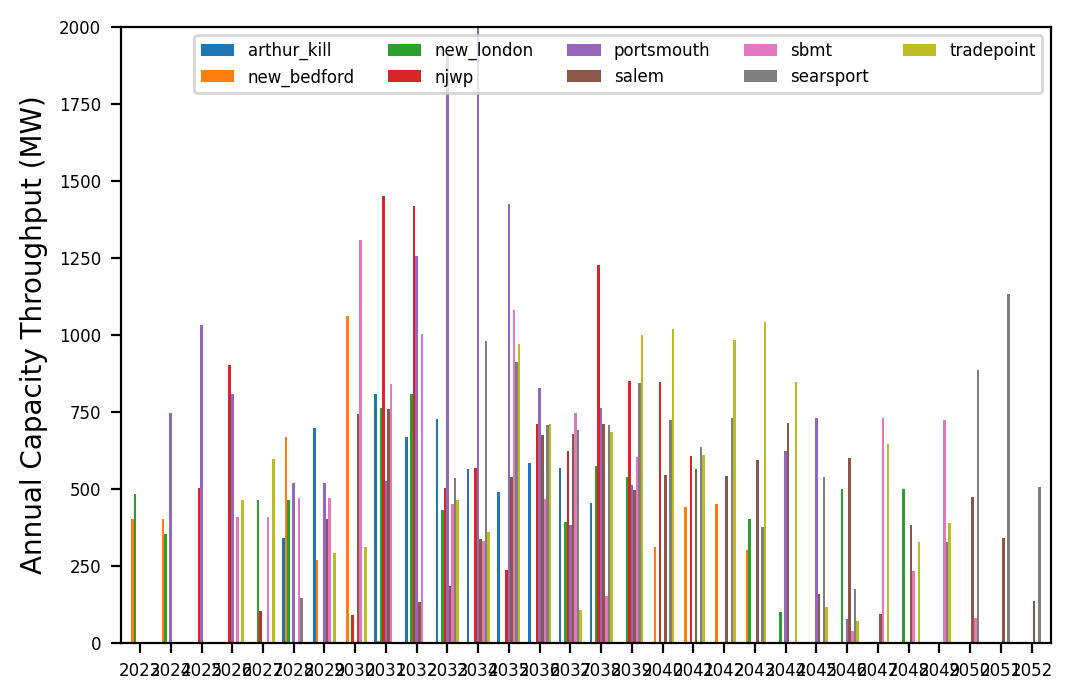 Annual Capacity Throughput (MW)
2000
1750
1500
1250
1000
750
500
250
0
arthur_kill new_london portsmouth sbmt tradepoint
new_bedford njwp salem searsport
2023 2024 2025 2026 2027 2028 2029 2030 2031 2032 2033 2034 2035 2036 2037 2038 2039 2040 2041 2042 2043 2044 2045 2046 2047 2048 2049 2050 2051 2052